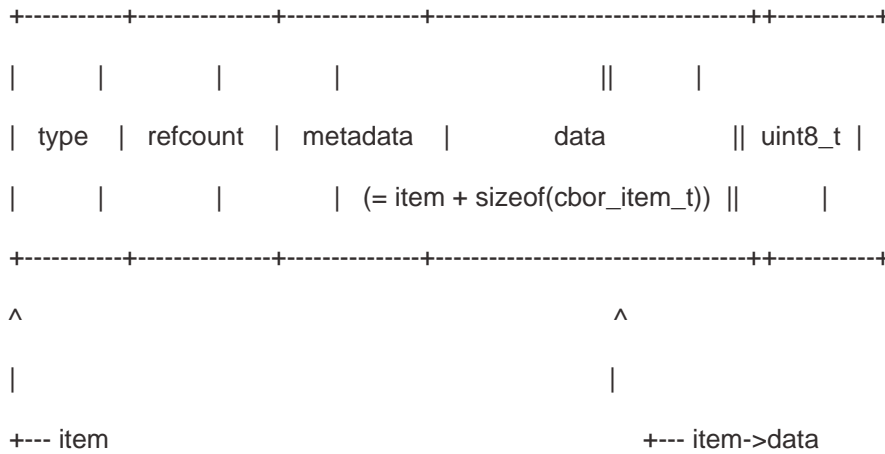 +-----------+---------------+---------------+-----------------------------------++-----------+
| | | | || |
| type | refcount | metadata | data || uint8_t |
| | | | (= item + sizeof(cbor_item_t)) || |
+-----------+---------------+---------------+-----------------------------------++-----------+
^ ^
| |
+--- item +--- item->data